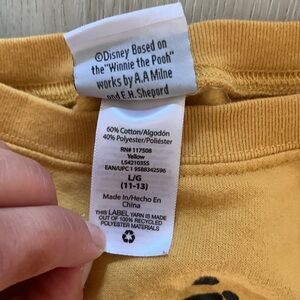 ©Disney Based on
the "Winnie the Pooh"
works by A.A Milne
and E.H. Shepard
60% Cotton/Algodón
40% Polyester/Poliéster
RN# 117508
Yellow
LS421035S
EAN/UPC 1 9588342596
L/G
(11-13)
Made in/Hecho en
China
THIS LABEL YARN IS MADE
OUT OF 100% RECYCLED
POLYESTER MATERIALS